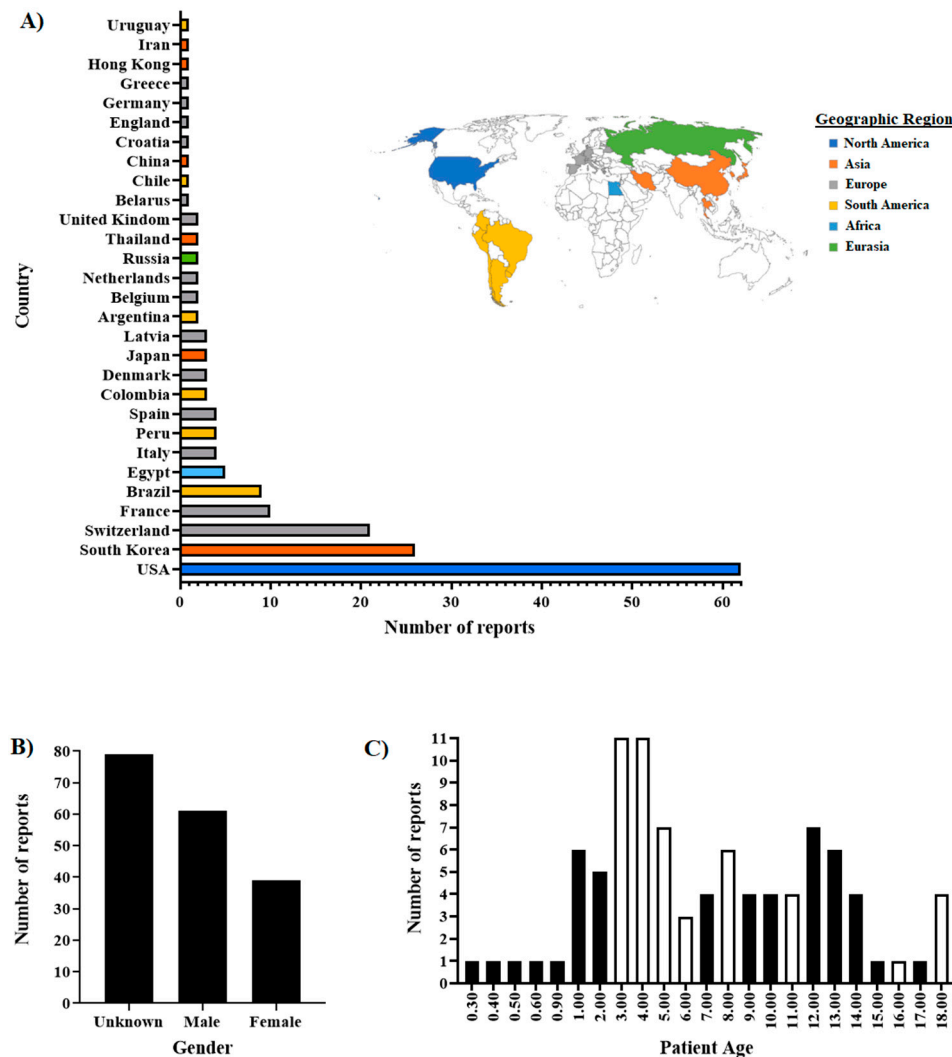 A)
Country
Uruguay
Iran
Hong Kong
Greece
Germany
England
Croatia
China
Chile
Belarus
United Kindom
Thailand
Russia
Netherlands
Belgium
Argentina
Latvia
Japan
Denmark
Colombia
Spain
Peru
Italy
Egypt
Brazil
France
Switzerland
South Korea
USA
0 10 20 30 40 50 60
Number of reports
Geographic Region
North America
Asia
Europe
South America
Africa
Eurasia
B)
Number of reports
80
70
60
50
40
30
20
10
0
Unknown Male Female
Gender
C)
Number of reports
11
10
9
8
7
6
5
4
3
2
1
0
0.30 0.40 0.50 0.60 0.90 1.00 2.00 3.00 4.00 5.00 6.00 7.00 8.00 9.00 10.00 11.00 12.00 13.00 14.00 15.00 16.00 17.00 18.00
Patient Age